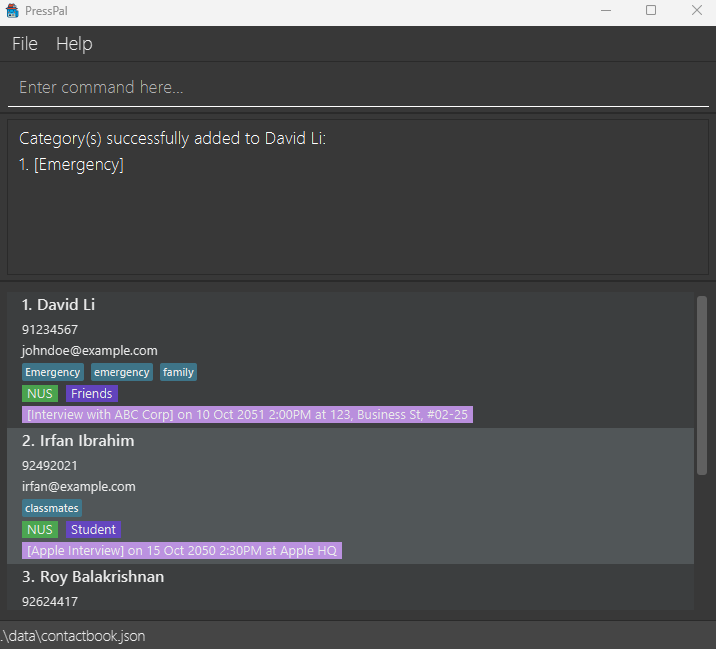 PressPal
File Help
Enter command here...
Category(s) successfully added to David Li:
1. [Emergency]
1. David Li
91234567
johndoe@example.com
Emergency emergency family
NUS Friends
[Interview with ABC Corp] on 10 Oct 2051 2:00PM at 123, Business St, #02-25
2. Irfan Ibrahim
92492021
irfan@example.com
classmates
NUS Student
[Apple Interview] on 15 Oct 2050 2:30PM at Apple HQ
3. Roy Balakrishnan
92624417
.\data\contactbook.json